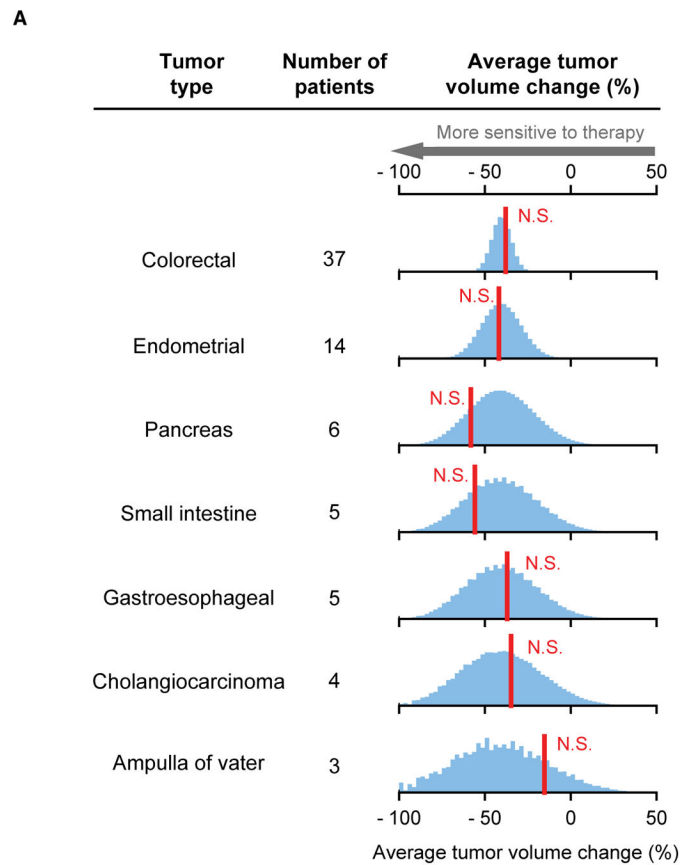 A
Tumor type
Number of patients
Average tumor volume change (%)
More sensitive to therapy
- 100 - 50 0 50
Colorectal 37 N.S.
Endometrial 14 N.S.
Pancreas 6 N.S.
Small intestine 5 N.S.
Gastroesophageal 5 N.S.
Cholangiocarcinoma 4 N.S.
Ampulla of vater 3 N.S.
- 100 - 50 0 50
Average tumor volume change (%)